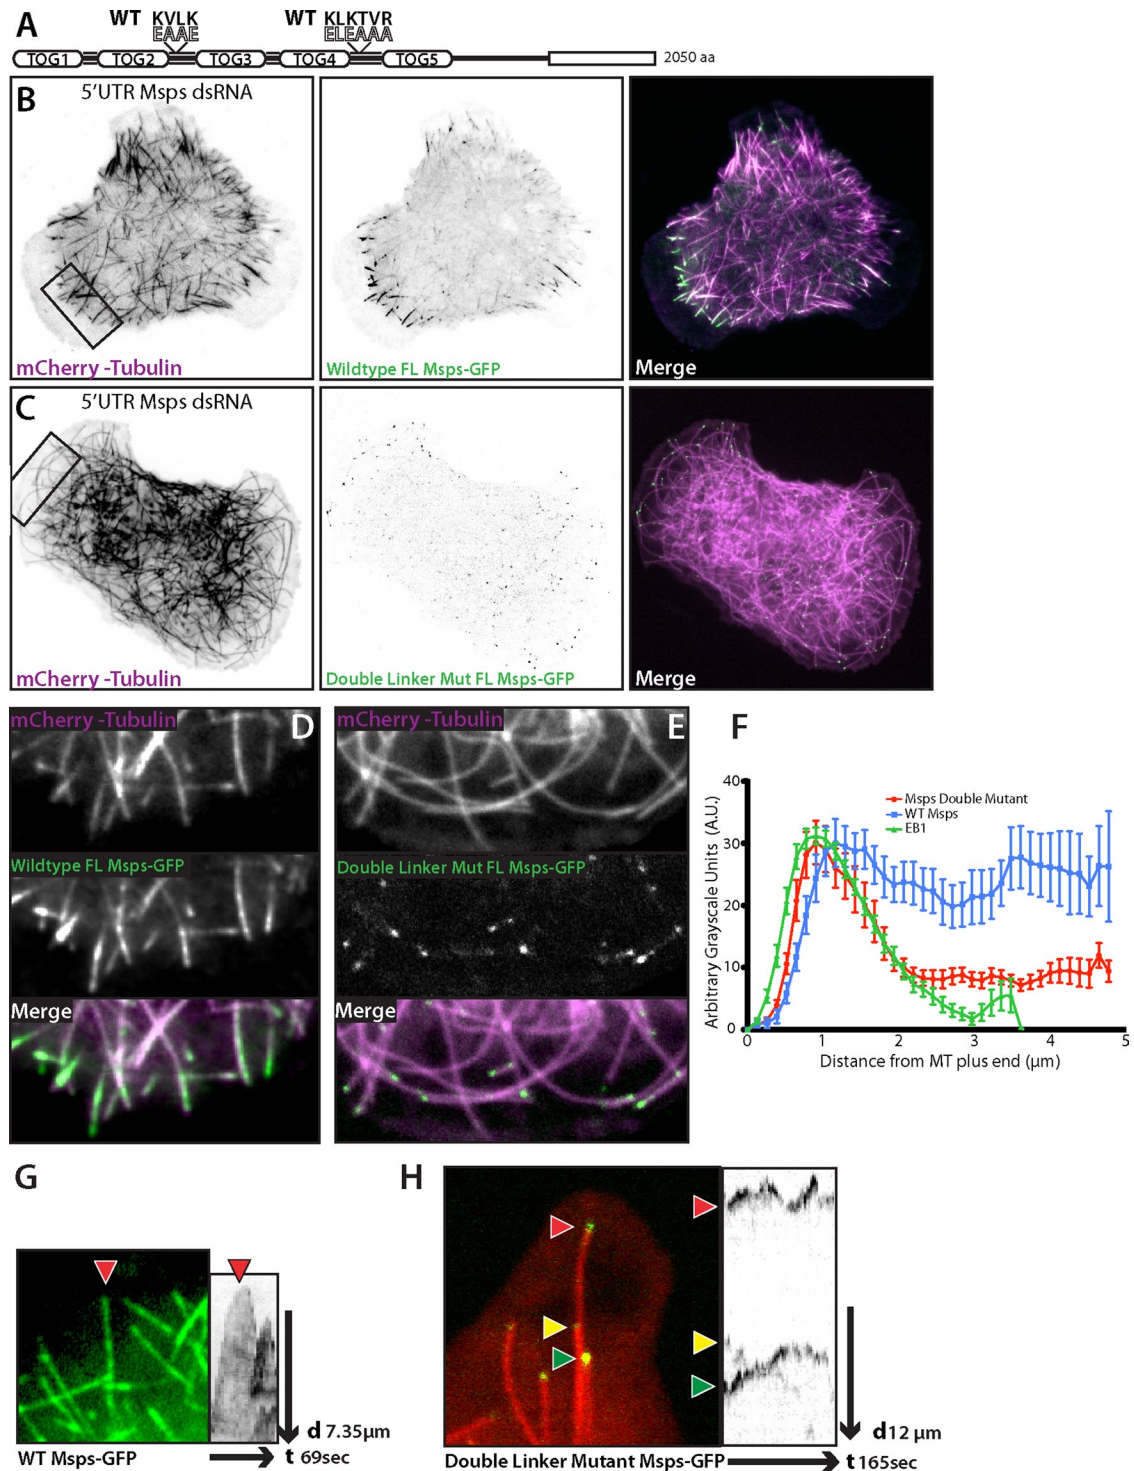 A
WT KVLK
EAAE
WT KLKTVR
ELEAAA
TOG1 TOG2 TOG3 TOG4 TOG5
2050 aa
B
5'UTR Msps dsRNA
mCherry -Tubulin
Wildtype FL Msps-GFP
Merge
C
5'UTR Msps dsRNA
mCherry -Tubulin
Double Linker Mut FL Msps-GFP
Merge
D
mCherry -Tubulin
Wildtype FL Msps-GFP
Merge
E
mCherry -Tubulin
Double Linker Mut FL Msps-GFP
Merge
F
Arbitrary Grayscale Units (A.U.)
40
30
20
10
0
Msps Double Mutant
WT Msps
EB1
0 1 2 3 4 5
Distance from MT plus end (μm)
G
WT Msps-GFP
d 7.35μm
t 69sec
H
Double Linker Mutant Msps-GFP
d 12 μm
t 165sec